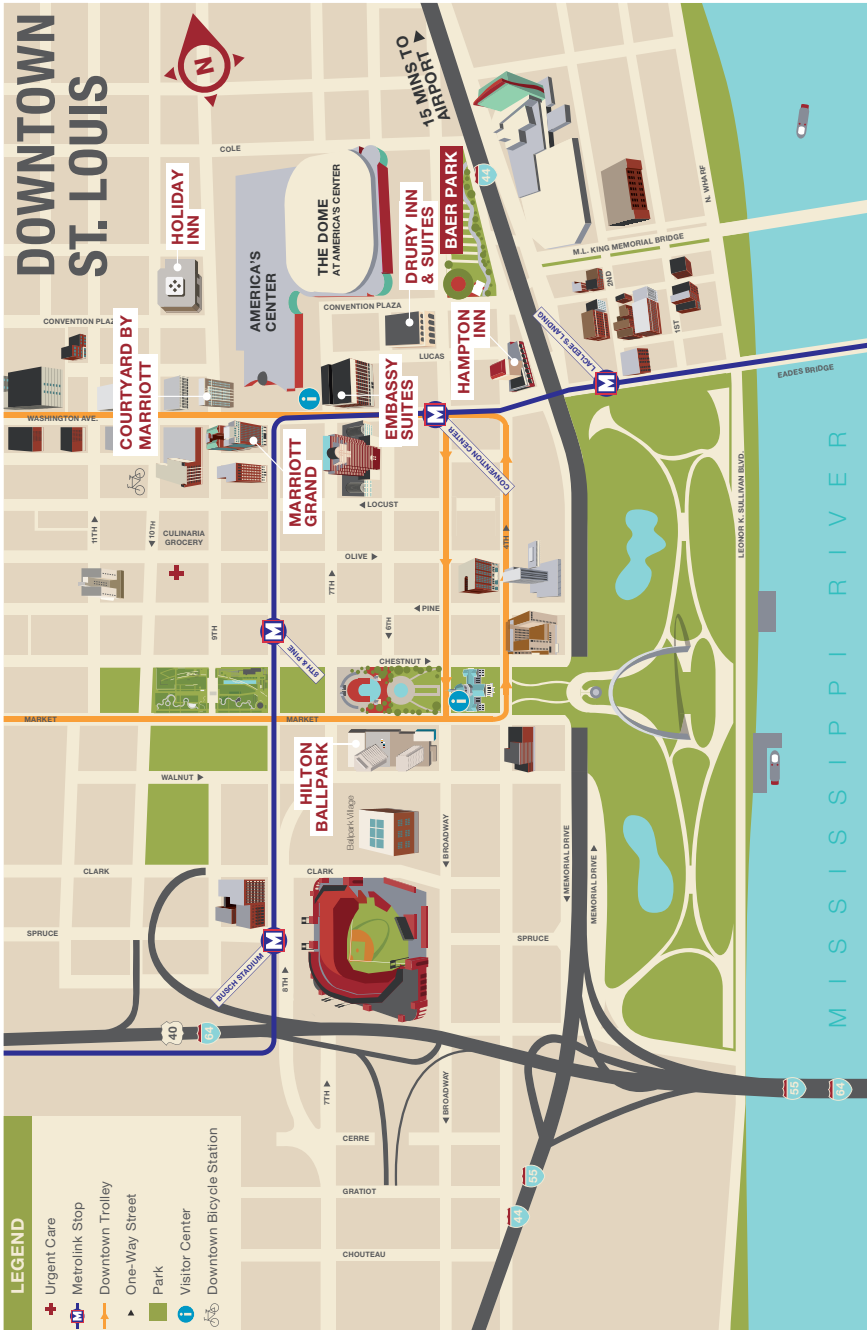 DOWNTOWN
ST. LOUIS
N
15 MINS TO
AIRPORT
COLE
HOLIDAY
INN
AMERICA'S
CENTER
THE DOME
AT AMERICA'S CENTER
DRURY INN
& SUITES
BAER PARK
44
N. WHARF
M.L. KING MEMORIAL BRIDGE
2ND
1ST
CONVENTION PLAZ
CONVENTION PLAZA
LUCAS
COURTYARD BY
MARRIOTT
HAMPTON
INN
EMBASSY
SUITES
i
M
LACLEDE'S LANDING
EADES BRIDGE
WASHINGTON AVE.
M
CONVENTION CENTER
MARRIOTT
GRAND
LOCUST
11TH
10TH
CULINARIA
GROCERY
OLIVE
7TH
4TH
LEONOR K. SULLIVAN BLVD.
9TH
M
8TH & PINE
PINE
6TH
CHESTNUT
i
MARKET
MARKET
HILTON
BALLPARK
WALNUT
Ballpark Village
BROADWAY
MEMORIAL DRIVE
MEMORIAL DRIVE
CLARK
CLARK
SPRUCE
SPRUCE
M
BUSCH STADIUM
8TH
40
64
7TH
BROADWAY
CERRE
GRATIOT
CHOUTEAU
55
44
55
64
MISSISSIPPI RIVER
LEGEND
Urgent Care
M Metrolink Stop
Downtown Trolley
One-Way Street
Park
i Visitor Center
Downtown Bicycle Station